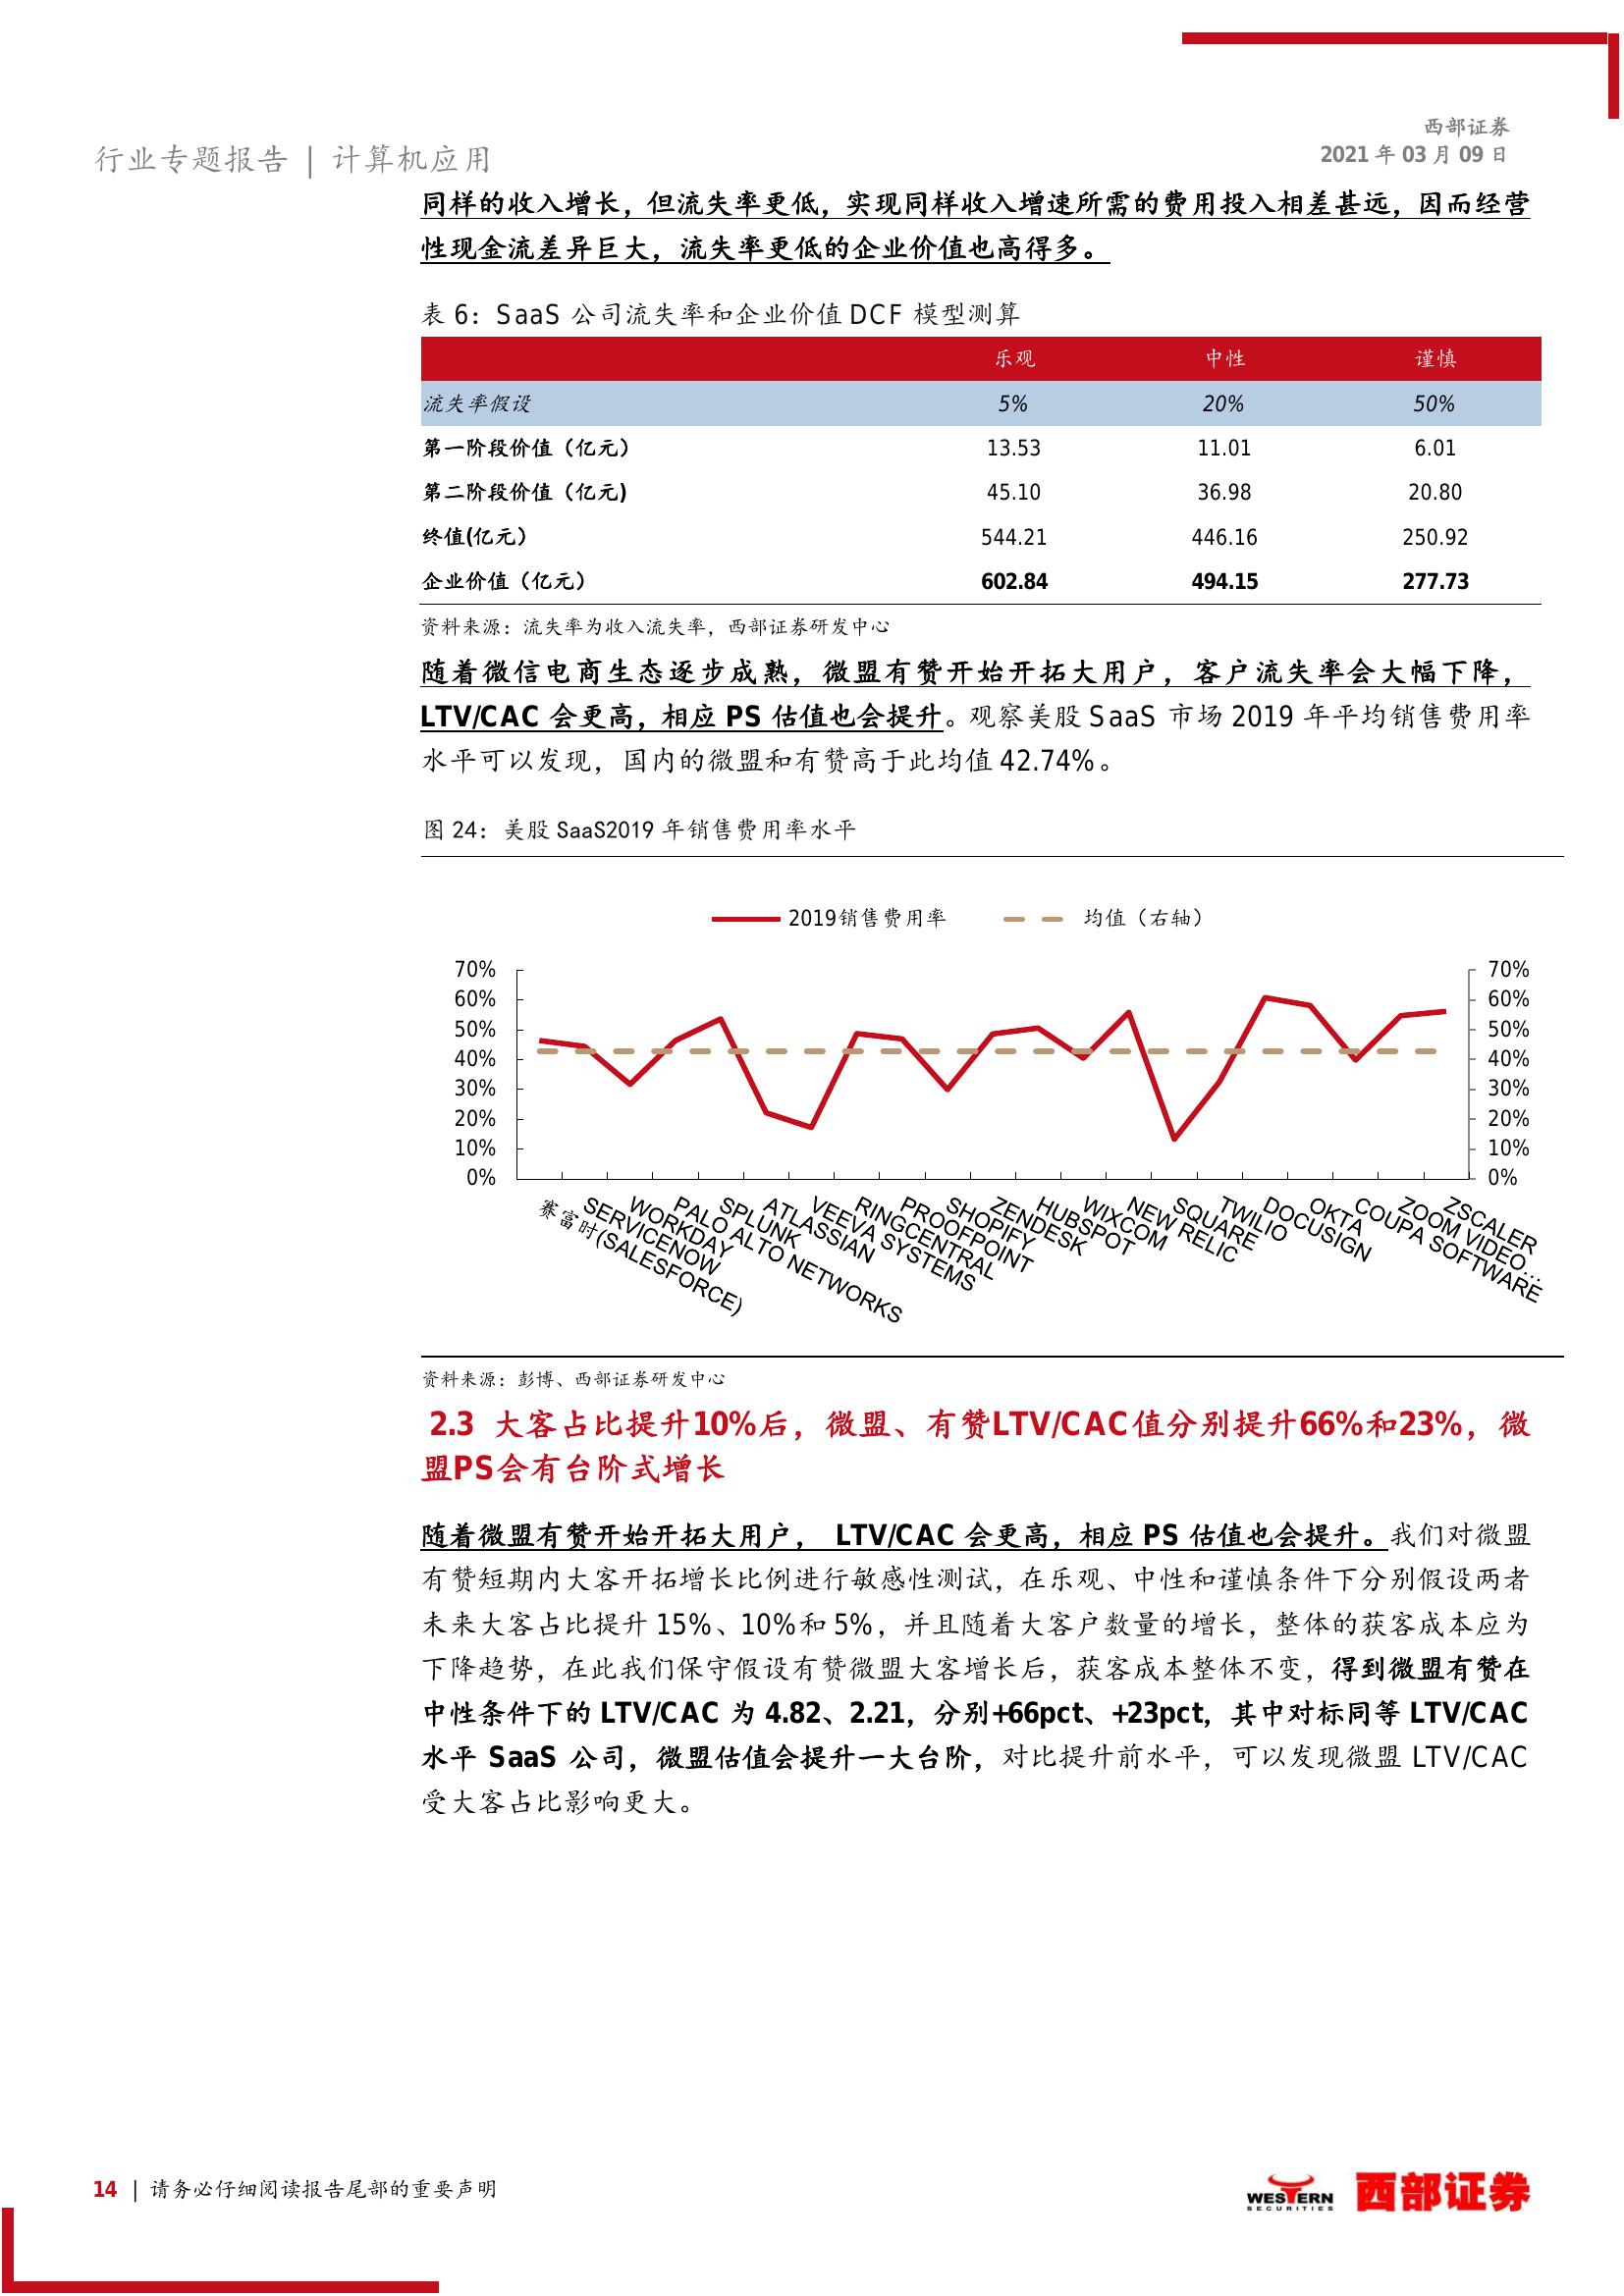 西部证券
2021 年 03 月 09 日
行业专题报告 | 计算机应用
同样的收入增长，但流失率更低，实现同样收入增速所需的费用投入相差甚远，因而经营
性现金流差异巨大，流失率更低的企业价值也高得多。
表 6：SaaS 公司流失率和企业价值 DCF 模型测算
乐观 中性 谨慎
流失率假设 5% 20% 50%
第一阶段价值（亿元） 13.53 11.01 6.01
第二阶段价值（亿元) 45.10 36.98 20.80
终值(亿元） 544.21 446.16 250.92
企业价值（亿元） 602.84 494.15 277.73
资料来源：流失率为收入流失率，西部证券研发中心
随着微信电商生态逐步成熟，微盟有赞开始开拓大用户，客户流失率会大幅下降，
LTV/CAC 会更高，相应 PS 估值也会提升。观察美股 SaaS 市场 2019 年平均销售费用率
水平可以发现，国内的微盟和有赞高于此均值 42.74%。
图 24：美股 SaaS2019 年销售费用率水平
2019销售费用率 均值（右轴）
70% 70%
60% 60%
50% 50%
40% 40%
30% 30%
20% 20%
10% 10%
0% 0%
赛富时(SALESFORCE)
SERVICENOW
WORKDAY
PALO ALTO NETWORKS
SPLUNK
ATLASSIAN
VEEVA SYSTEMS
RINGCENTRAL
PROOFPOINT
SHOPIFY
ZENDESK
HUBSPOT
WIXCOM
NEW RELIC
SQUARE
TWILIO
DOCUSIGN
OKTA
COUPA SOFTWARE
ZOOM VIDEO…
ZSCALER
资料来源：彭博、西部证券研发中心
2.3 大客占比提升10%后，微盟、有赞LTV/CAC值分别提升66%和23%，微
盟PS会有台阶式增长
随着微盟有赞开始开拓大用户， LTV/CAC 会更高，相应 PS 估值也会提升。我们对微盟
有赞短期内大客开拓增长比例进行敏感性测试，在乐观、中性和谨慎条件下分别假设两者
未来大客占比提升 15%、10%和 5%，并且随着大客户数量的增长，整体的获客成本应为
下降趋势，在此我们保守假设有赞微盟大客增长后，获客成本整体不变，得到微盟有赞在
中性条件下的 LTV/CAC 为 4.82、2.21，分别+66pct、+23pct，其中对标同等 LTV/CAC
水平 SaaS 公司，微盟估值会提升一大台阶，对比提升前水平，可以发现微盟 LTV/CAC
受大客占比影响更大。
14 | 请务必仔细阅读报告尾部的重要声明
WESTERN
SECURITIES
西部证券